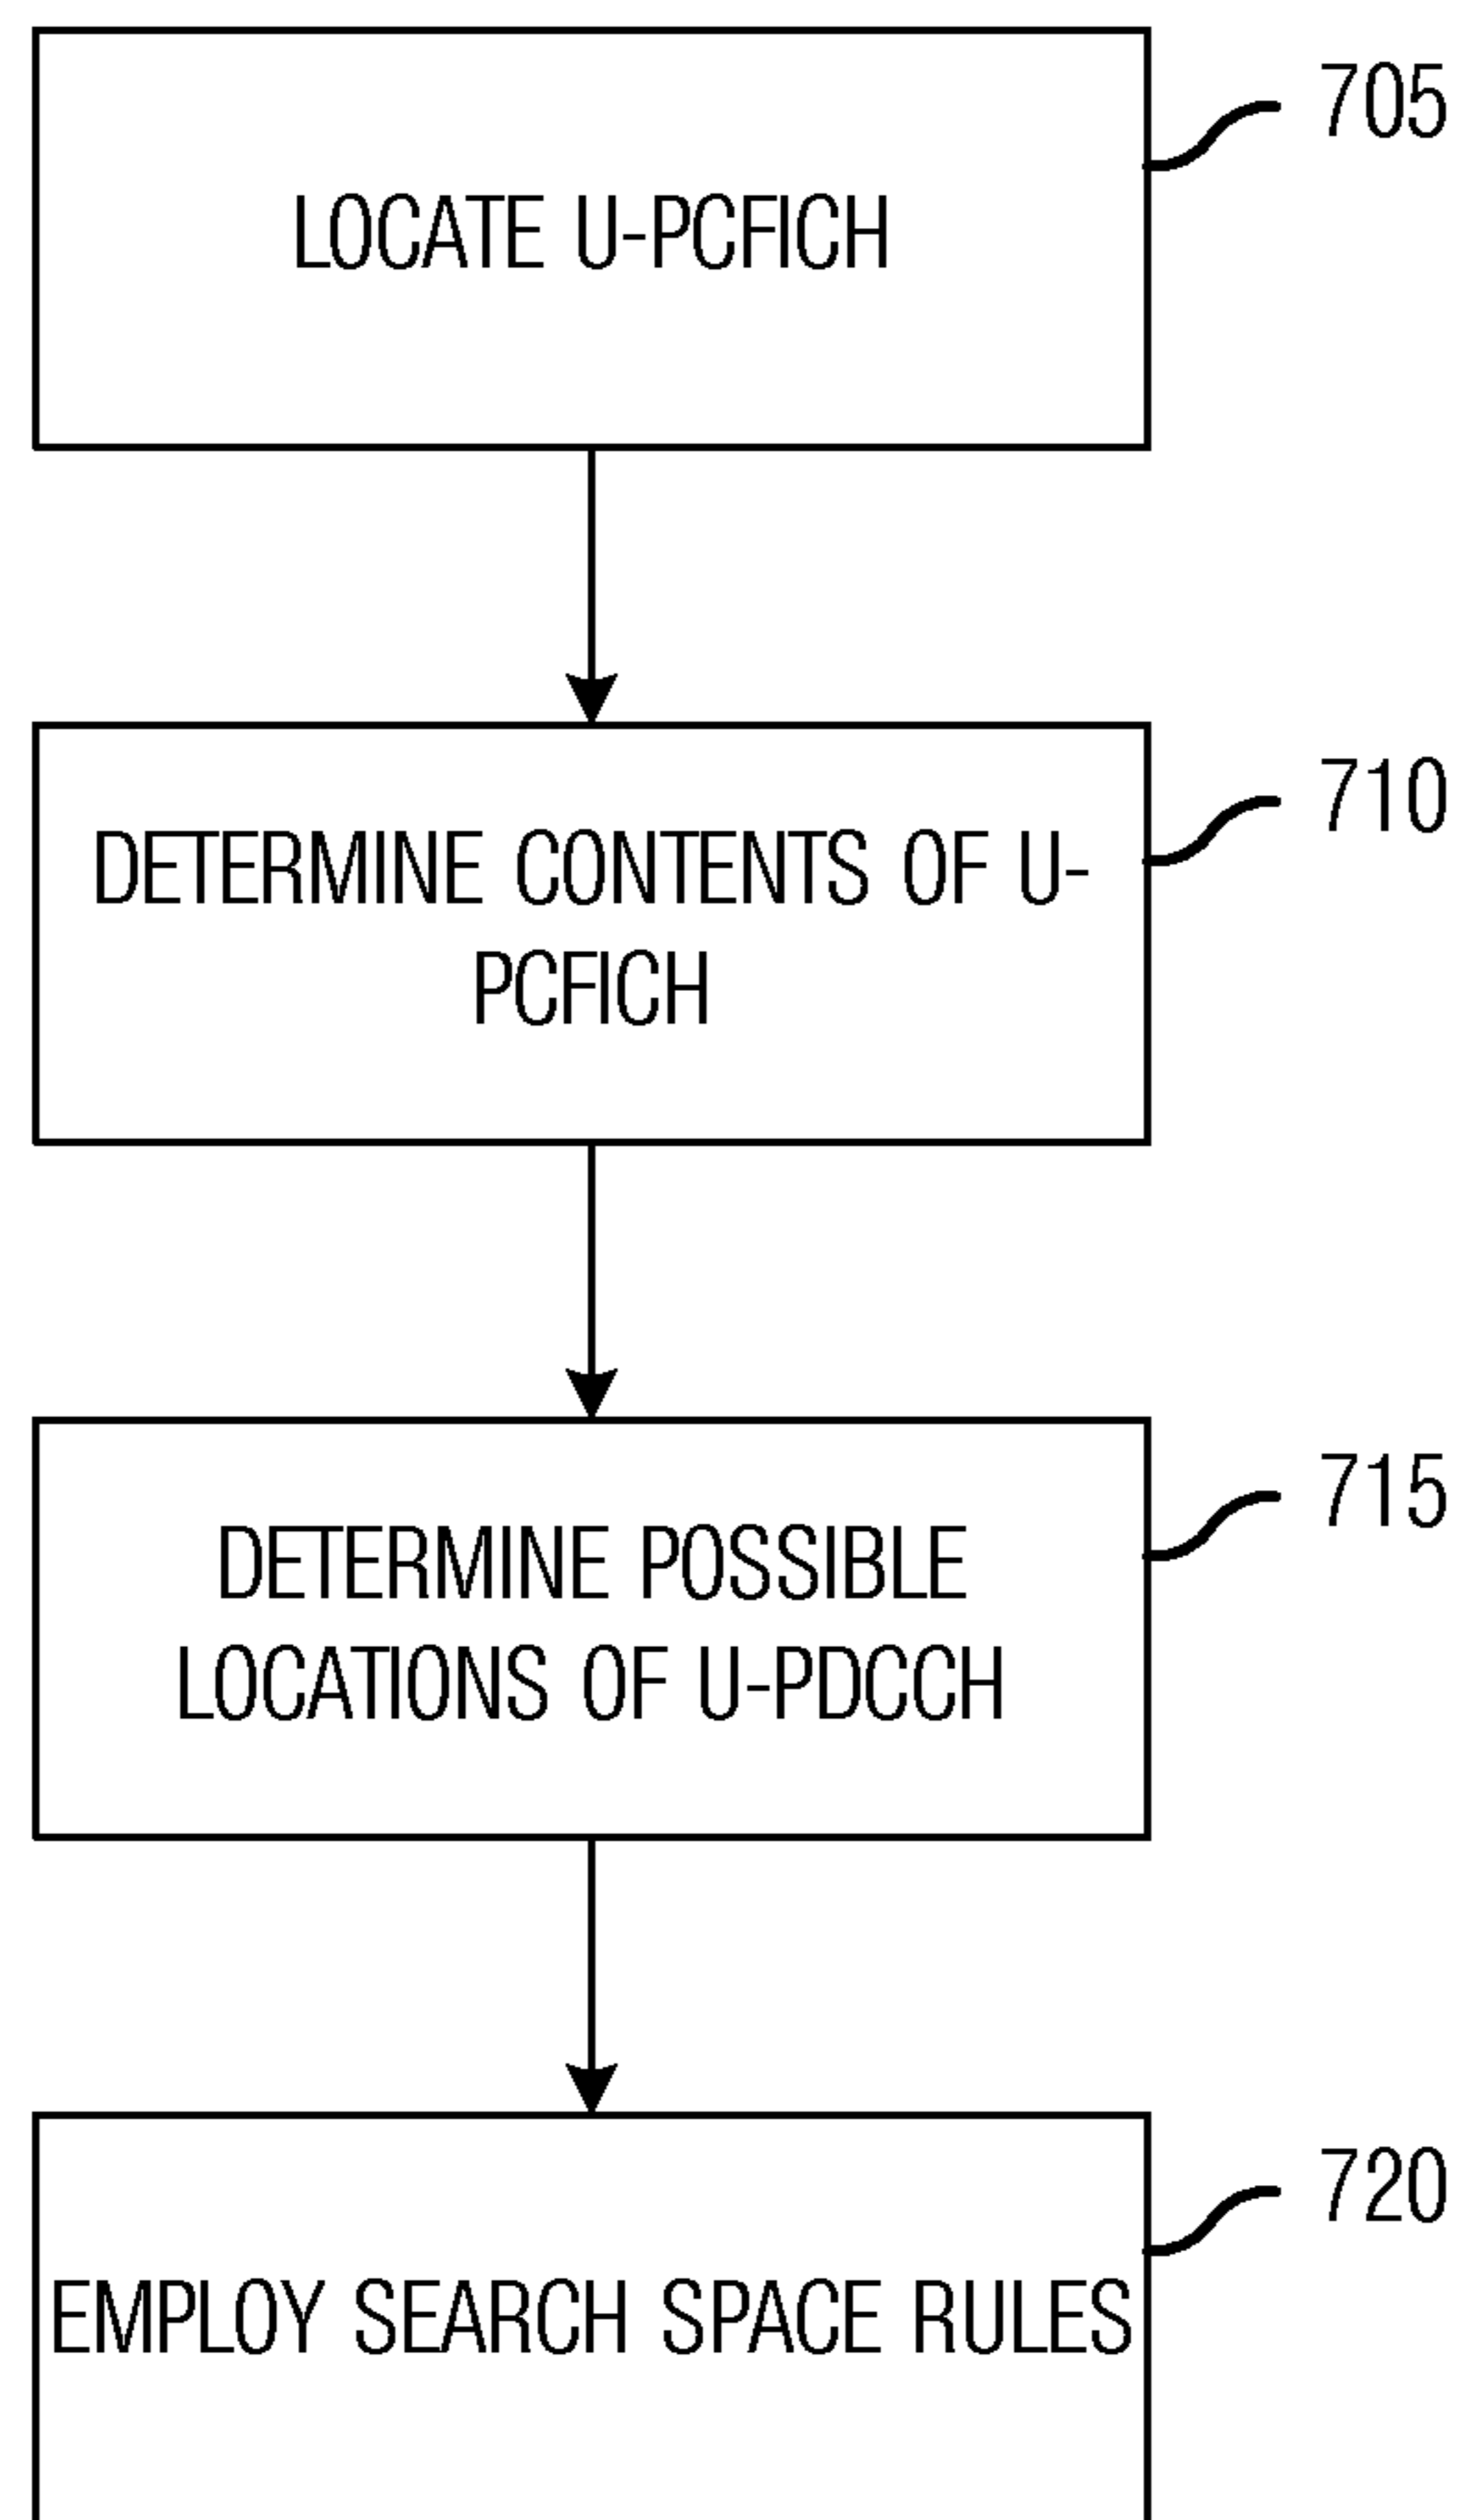 705
LOCATE U-PCFICH
710
DETERMINE CONTENTS OF U-
PCFICH
715
DETERMINE POSSIBLE
LOCATIONS OF U-PDCCH
720
EMPLOY SEARCH SPACE RULES